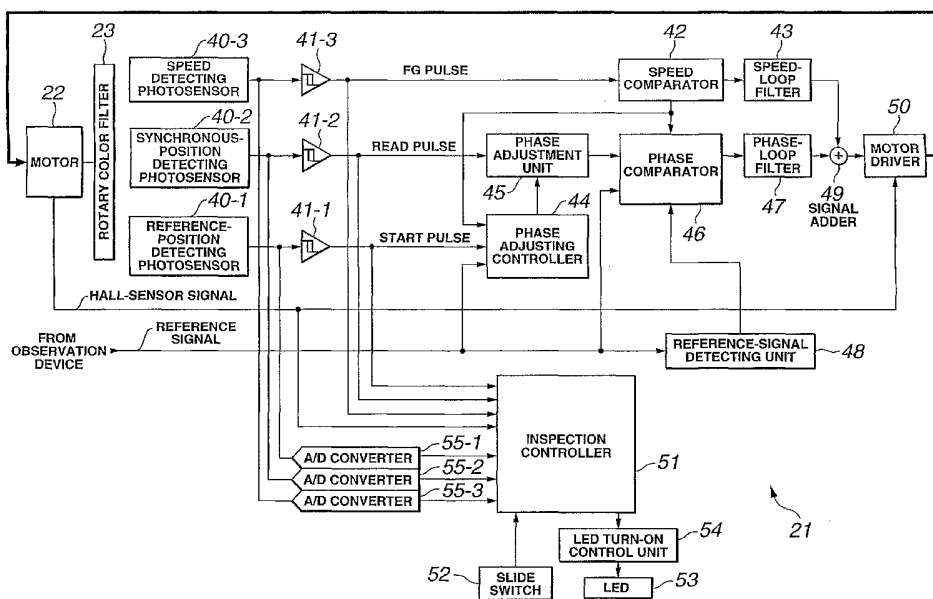 23
40-3
41-3
42
43
SPEED
DETECTING
PHOTOSENSOR
FG PULSE
SPEED
COMPARATOR
SPEED-
LOOP
FILTER
22
MOTOR
ROTARY COLOR FILTER
40-2
41-2
50
SYNCHRONOUS-
POSITION
DETECTING
PHOTOSENSOR
READ PULSE
PHASE
ADJUSTMENT
UNIT
45
PHASE
COMPARATOR
46
PHASE-
LOOP
FILTER
47
+
49
SIGNAL
ADDER
MOTOR
DRIVER
40-1
41-1
44
REFERENCE-
POSITION
DETECTING
PHOTOSENSOR
START PULSE
PHASE
ADJUSTING
CONTROLLER
HALL-SENSOR SIGNAL
REFERENCE
SIGNAL
FROM
OBSERVATION
DEVICE
REFERENCE-SIGNAL
DETECTING UNIT
48
INSPECTION
CONTROLLER
51
55-1
A/D CONVERTER
55-2
A/D CONVERTER
55-3
A/D CONVERTER
21
LED TURN-ON
CONTROL UNIT
54
52
SLIDE
SWITCH
LED
53